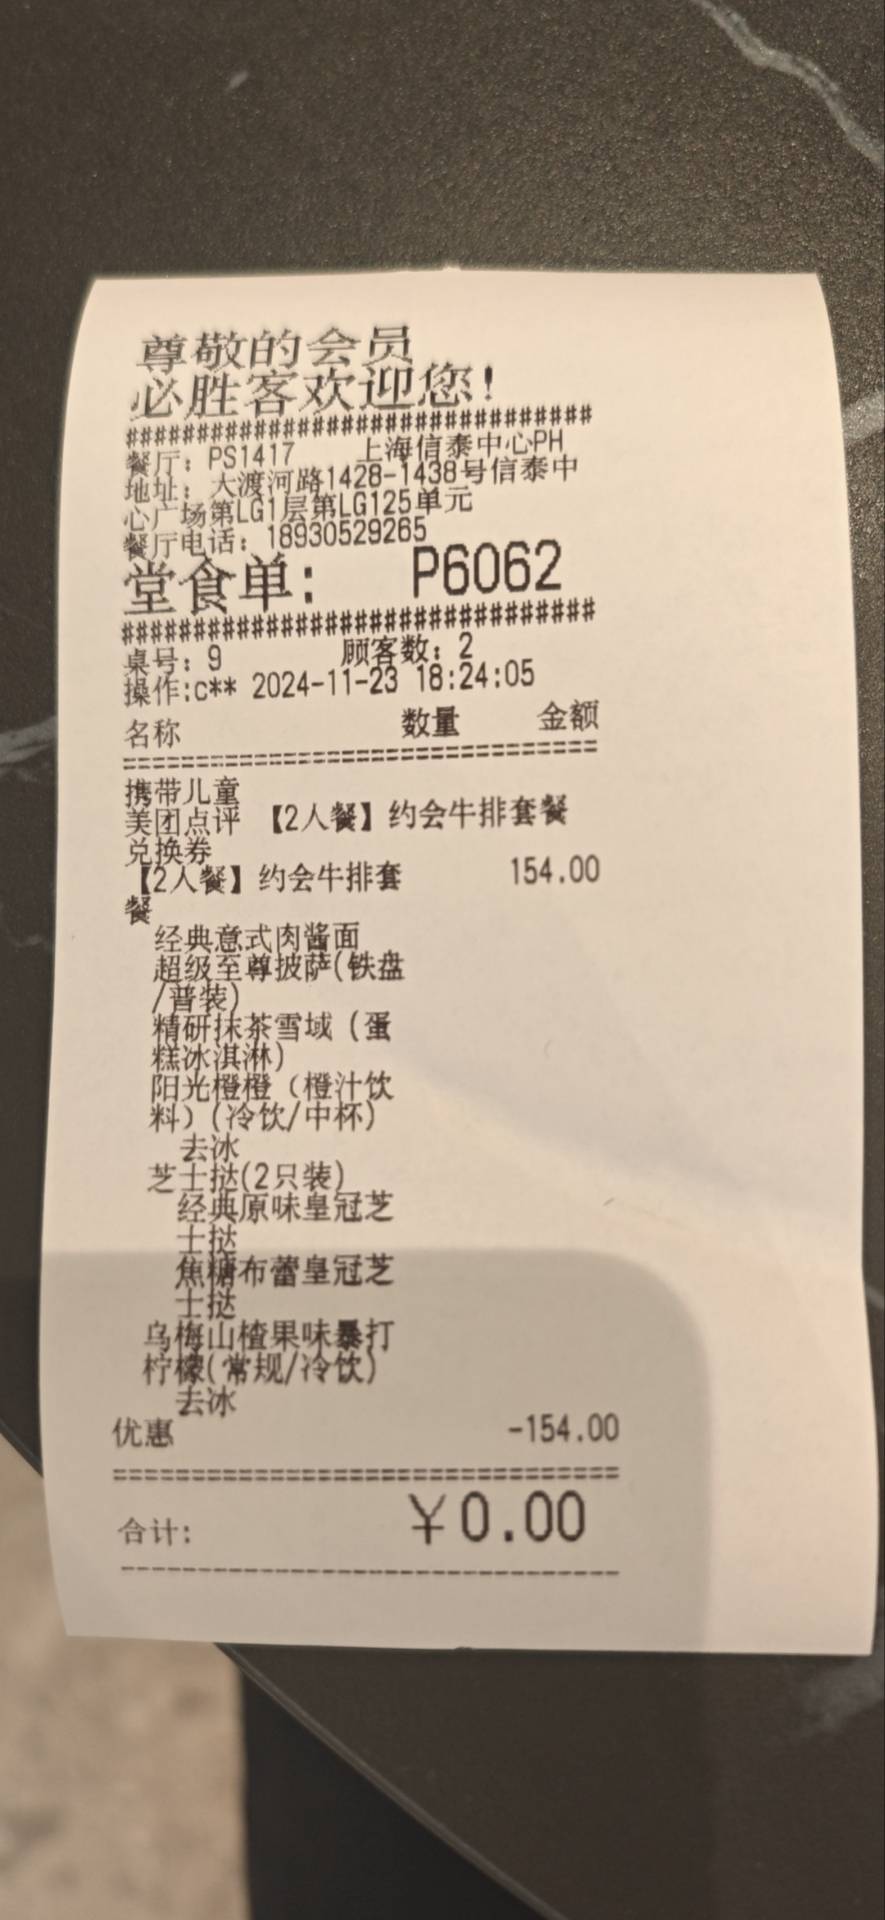 尊敬的会员
必胜客欢迎您!
#################################
餐厅: PS1417 上海信泰中心PH
地址: 大渡河路1428-1438号信泰中
心广场第LG1层第LG125单元
餐厅电话: 18930529265
堂食单: P6062
#################################
桌号: 9 顾客数: 2
操作:c** 2024-11-23 18:24:05
名称 数量 金额
=================================
携带儿童
美团点评 【2人餐】约会牛排套餐
兑换券
【2人餐】约会牛排套 154.00
餐
经典意式肉酱面
超级至尊披萨(铁盘
/普装)
精研抹茶雪域（蛋
糕冰淇淋）
阳光橙橙（橙汁饮
料）(冷饮/中杯)
去冰
芝士挞(2只装)
经典原味皇冠芝
士挞
焦糖布蕾皇冠芝
士挞
乌梅山楂果味暴打
柠檬(常规/冷饮)
去冰
优惠 -154.00
=================================
合计: ￥0.00
---------------------------------